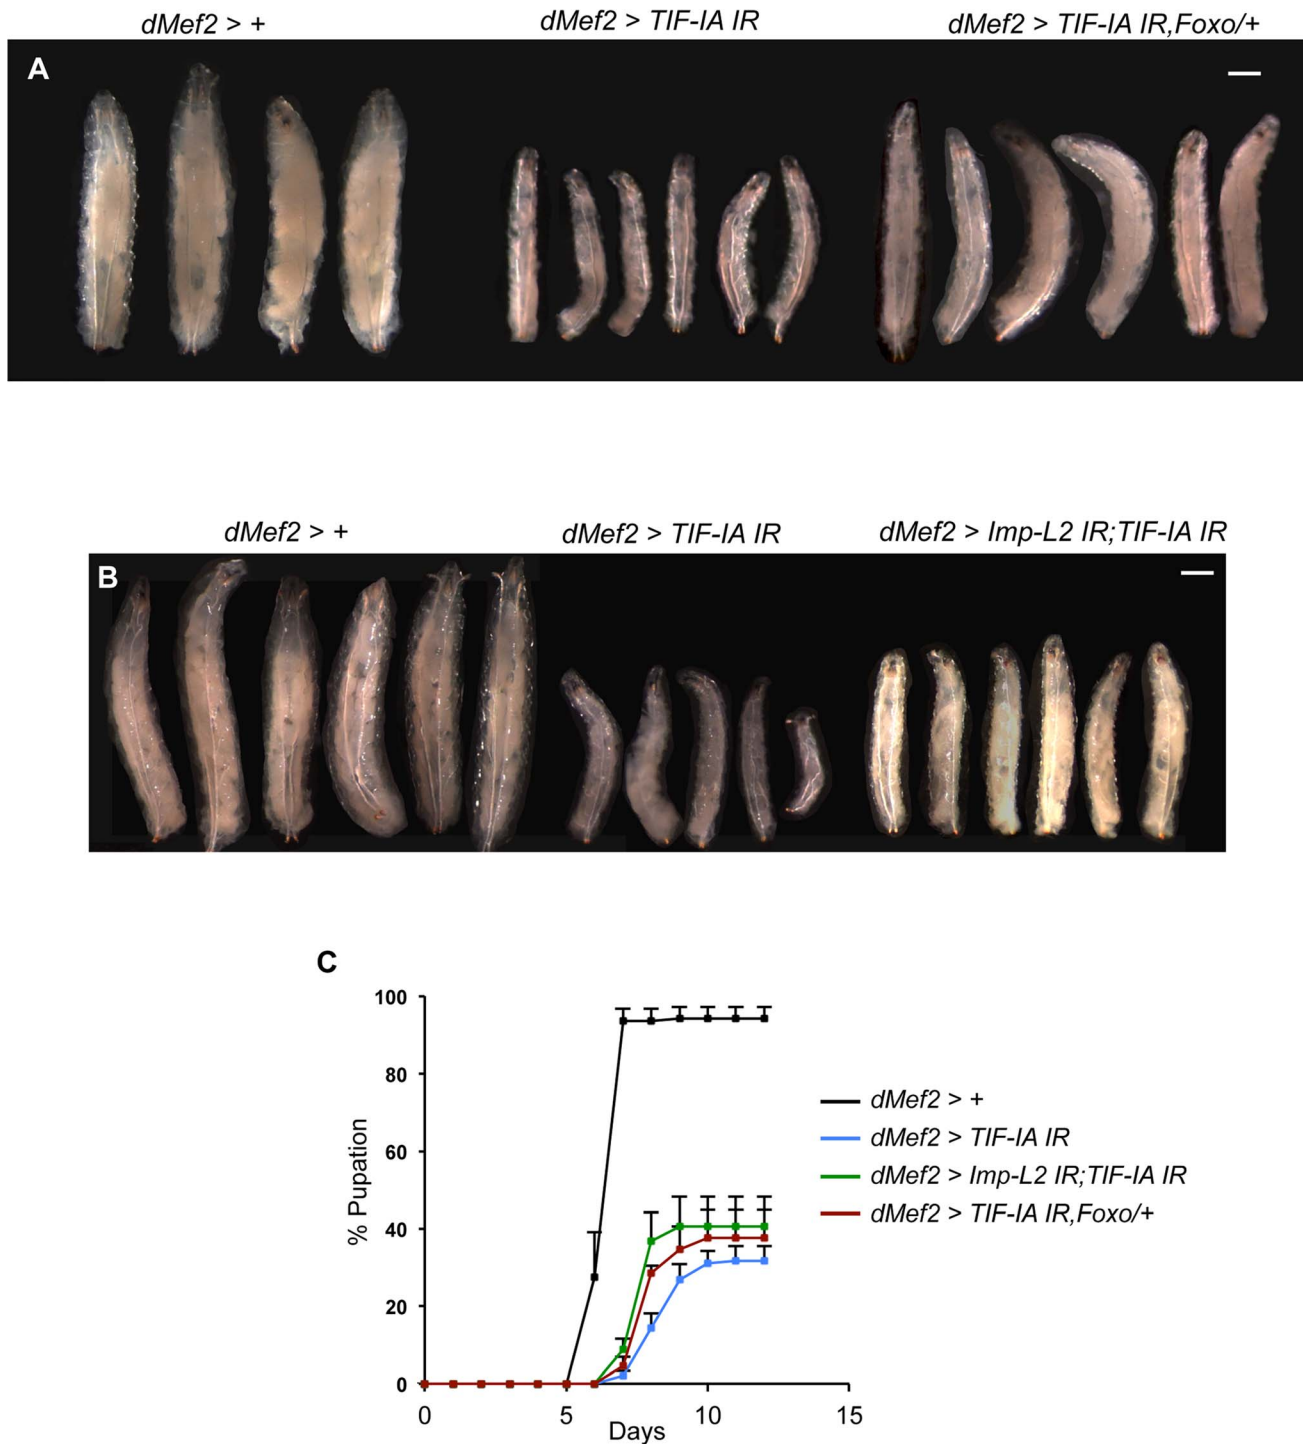 dMef2 > + dMef2 > TIF-IA IR dMef2 > TIF-IA IR,Foxo/+
A
dMef2 > + dMef2 > TIF-IA IR dMef2 > Imp-L2 IR;TIF-IA IR
B
C
100
80
60
40
20
0
% Pupation
0 5 10 15
Days
dMef2 > +
dMef2 > TIF-IA IR
dMef2 > Imp-L2 IR;TIF-IA IR
dMef2 > TIF-IA IR,Foxo/+